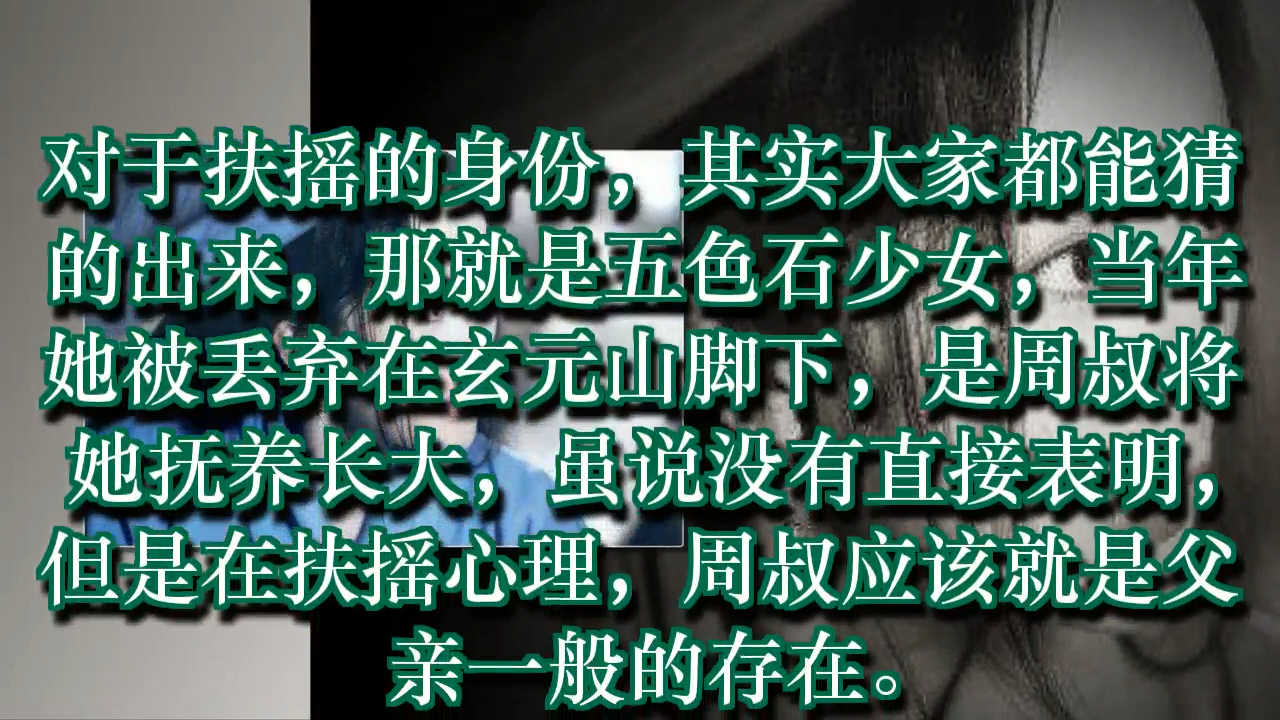 对于扶摇的身份，其实大家都能猜
的出来，那就是五色石少女，当年
她被丢弃在玄元山脚下，是周叔将
她抚养长大，虽说没有直接表明，
但是在扶摇心理，周叔应该就是父
亲一般的存在。